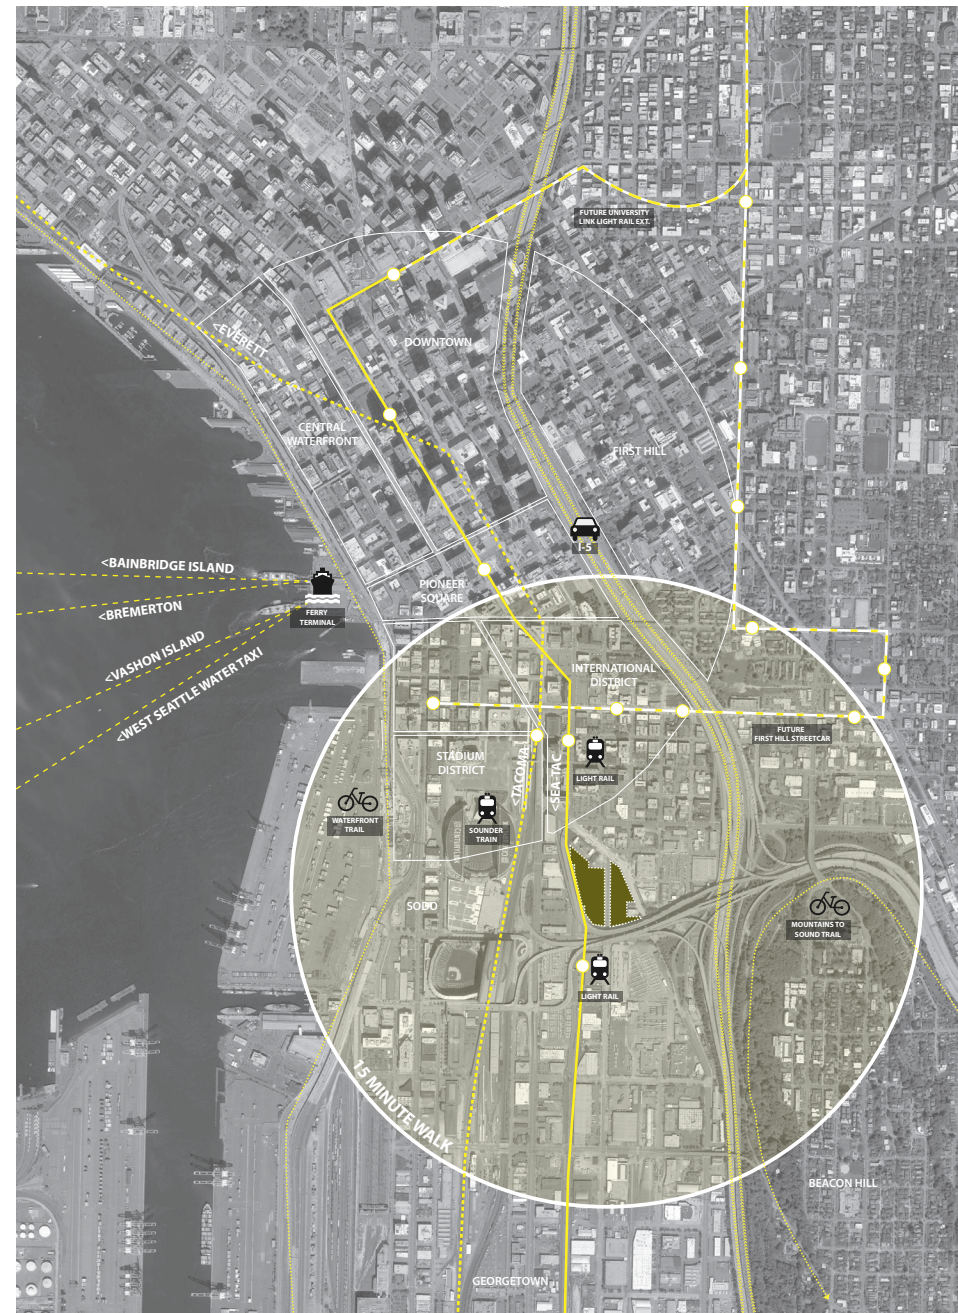 FUTURE UNIVERSITY
LINK LIGHT RAIL EXT.
<EVERETT
DOWNTOWN
CENTRAL
WATERFRONT
FIRST HILL
I-5
<BAINBRIDGE ISLAND
<BREMERTON
<VASHON ISLAND
<WEST SEATTLE WATER TAXI
FERRY
TERMINAL
PIONEER
SQUARE
INTERNATIONAL
DISTRICT
FUTURE
FIRST HILL STREETCAR
STADIUM
DISTRICT
<TACOMA
<SEA-TAC
LIGHT RAIL
WATERFRONT
TRAIL
SOUNDER
TRAIN
SODO
MOUNTAINS TO
SOUND TRAIL
LIGHT RAIL
15 MINUTE WALK
BEACON HILL
GEORGETOWN